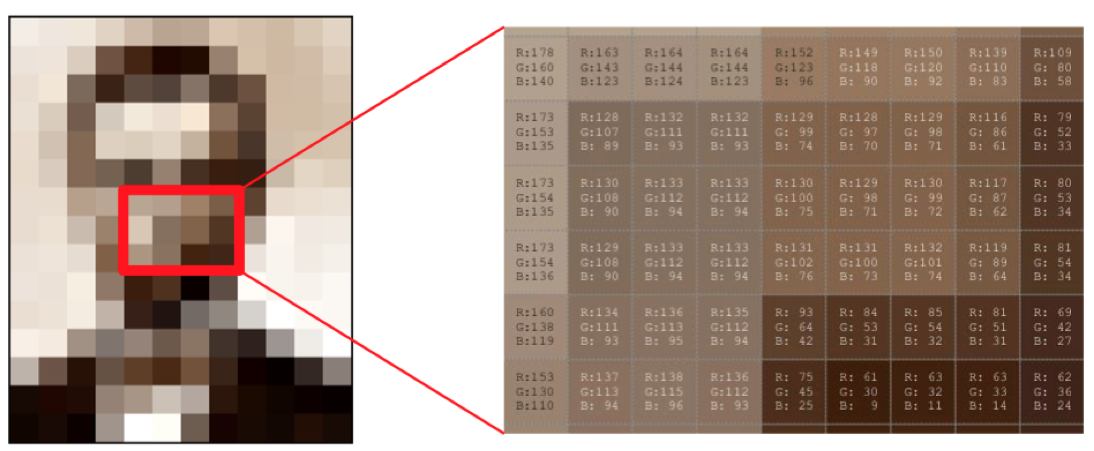 R:178 R:163 R:164 R:164 R:152 R:149 R:150 R:139 R:109
G:160 G:143 G:144 G:144 G:123 G:118 G:120 G:110 G: 80
B:140 B:123 B:124 B:123 B: 96 B: 90 B: 92 B: 83 B: 58
R:173 R:128 R:132 R:132 R:129 R:128 R:129 R:116 R: 79
G:153 G:107 G:111 G:111 G: 99 G: 97 G: 98 G: 86 G: 52
B:135 B: 89 B: 93 B: 93 B: 74 B: 70 B: 71 B: 61 B: 33
R:173 R:130 R:133 R:133 R:130 R:129 R:130 R:117 R: 80
G:154 G:108 G:112 G:112 G:100 G: 98 G: 99 G: 87 G: 53
B:135 B: 90 B: 94 B: 94 B: 75 B: 71 B: 72 B: 62 B: 34
R:173 R:129 R:133 R:133 R:131 R:131 R:132 R:119 R: 81
G:154 G:108 G:112 G:112 G:102 G:100 G:101 G: 89 G: 54
B:136 B: 90 B: 94 B: 94 B: 76 B: 73 B: 74 B: 64 B: 34
R:160 R:134 R:136 R:135 R: 93 R: 84 R: 85 R: 81 R: 69
G:138 G:111 G:113 G:112 G: 64 G: 53 G: 54 G: 51 G: 42
B:119 B: 93 B: 95 B: 94 B: 42 B: 31 B: 32 B: 31 B: 27
R:153 R:137 R:138 R:136 R: 75 R: 61 R: 63 R: 63 R: 62
G:130 G:113 G:115 G:112 G: 45 G: 30 G: 32 G: 33 G: 36
B:110 B: 94 B: 96 B: 93 B: 25 B: 9 B: 11 B: 14 B: 24